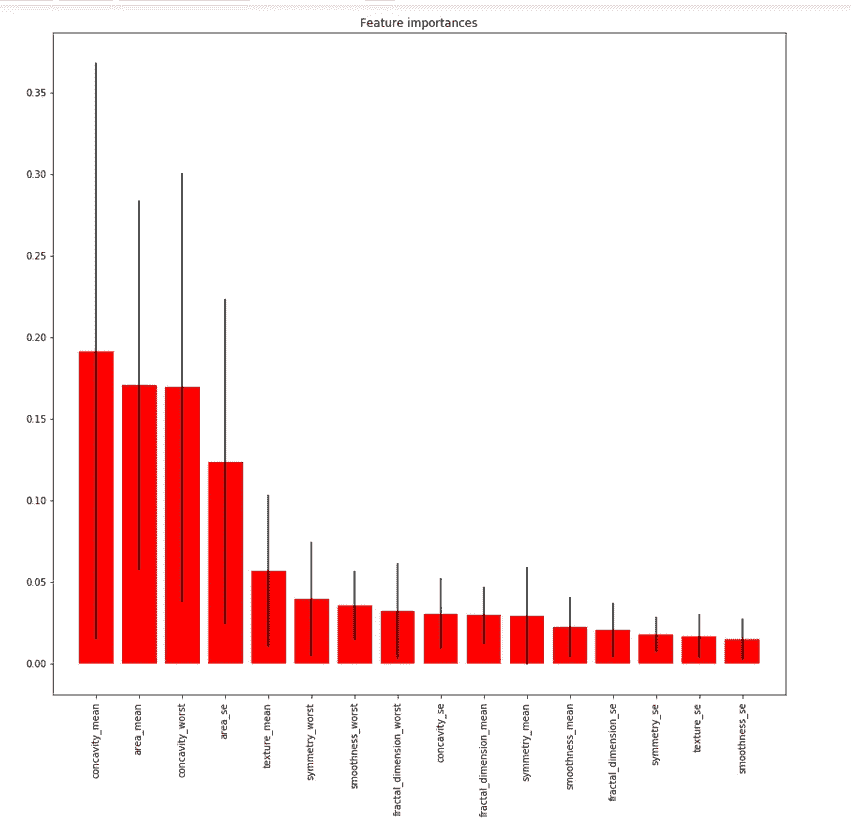 Feature importances
0.35
0.30
0.25
0.20
0.15
0.10
0.05
0.00
concavity_mean
area_mean
concavity_worst
area_se
texture_mean
symmetry_worst
smoothness_worst
fractal_dimension_worst
concavity_se
fractal_dimension_mean
symmetry_mean
smoothness_mean
fractal_dimension_se
symmetry_se
texture_se
smoothness_se